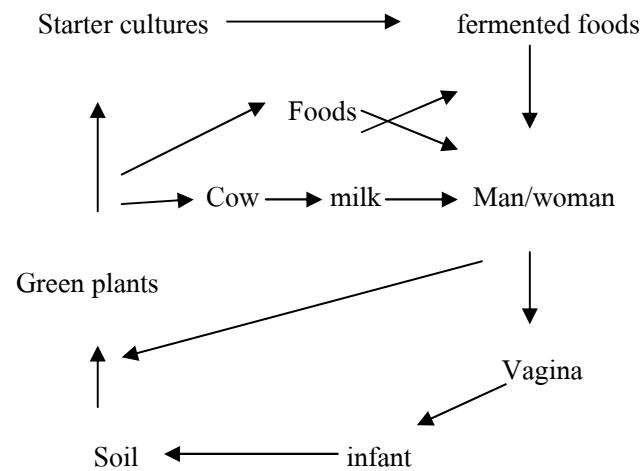 Starter cultures fermented foods
Foods
Cow milk Man/woman
Green plants
Vagina
Soil infant